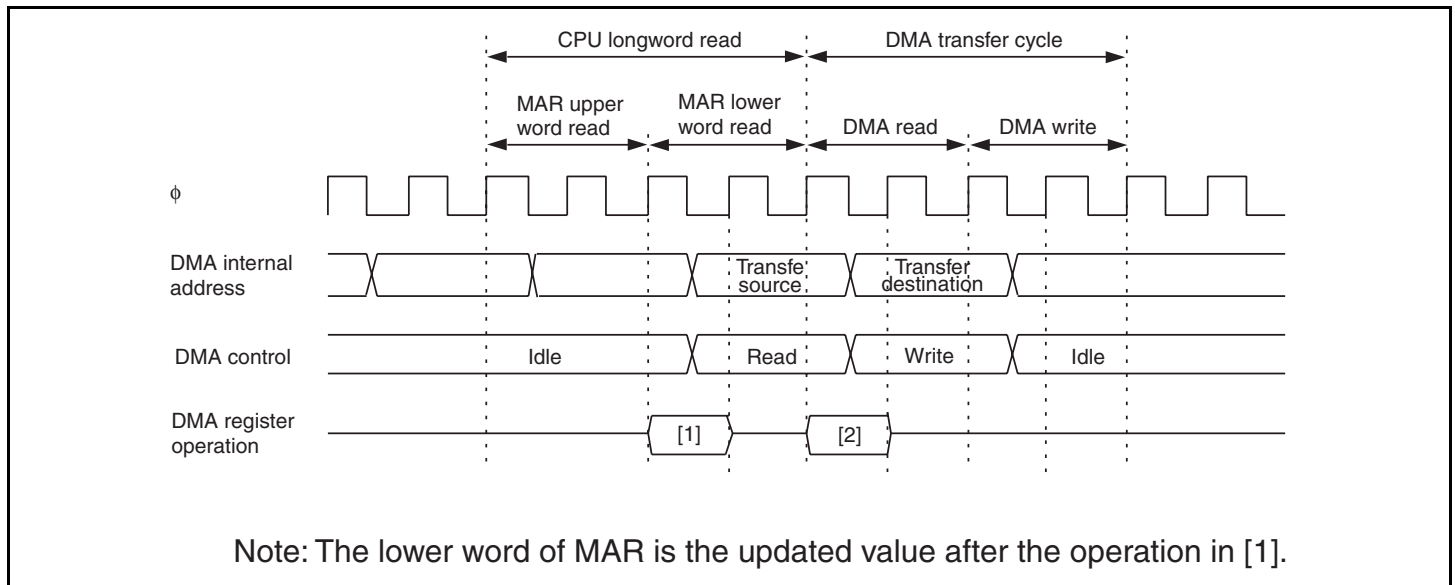 CPU longword read
DMA transfer cycle
MAR upper
word read
MAR lower
word read
DMA read
DMA write
ϕ
DMA internal
address
Transfe
source
Transfer
destination
DMA control
Idle
Read
Write
Idle
DMA register
operation
[1]
[2]
Note: The lower word of MAR is the updated value after the operation in [1].